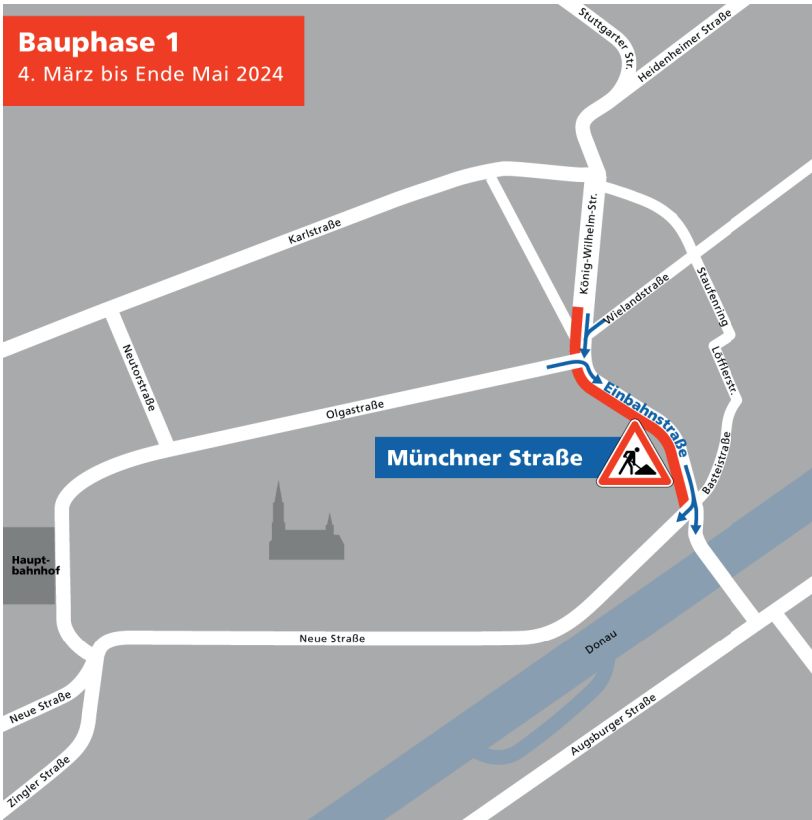 Bauphase 1
4. März bis Ende Mai 2024
Stuttgarter Str.
Heidenheimer Straße
Karlstraße
König-Wilhelm-Str.
Wielandstraße
Staufenring
Neutorstraße
Löfflerstr.
Olgastraße
Einbahnstraße
Münchner Straße
Basteistraße
Haupt-
bahnhof
Neue Straße
Donau
Neue Straße
Augsburger Straße
Zingler Straße